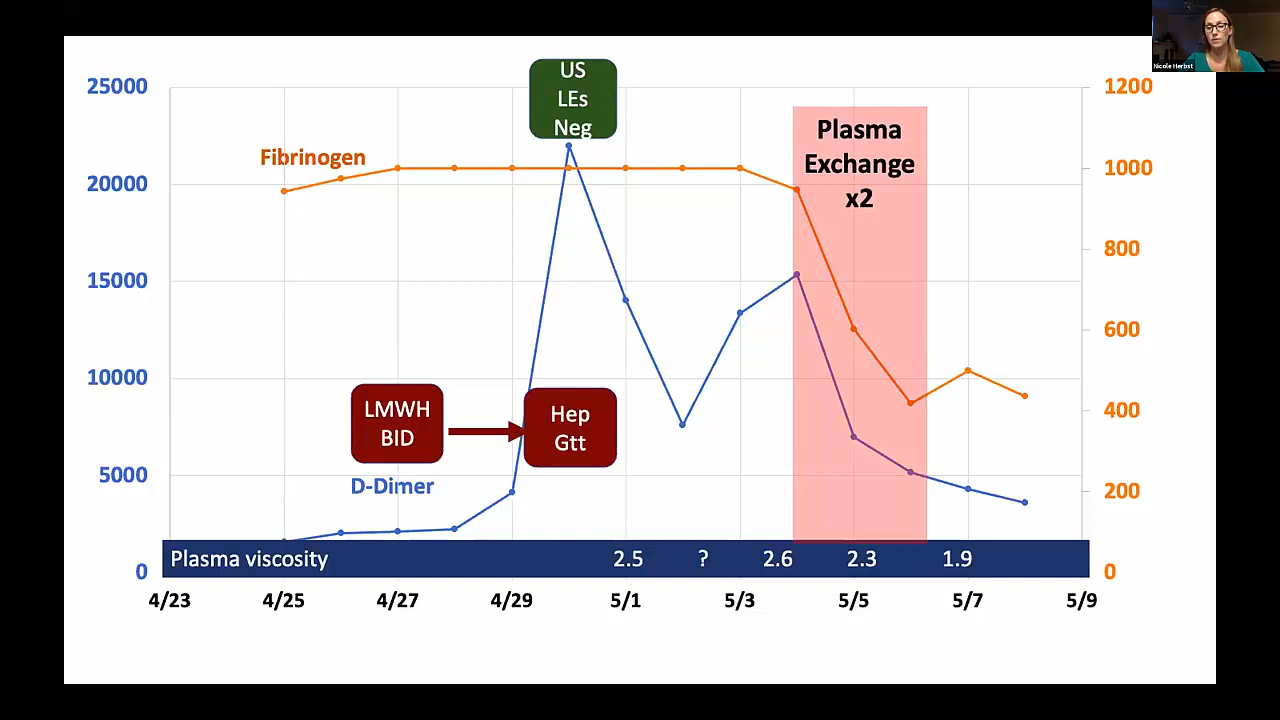 Nicole Herbst
US
LEs
Neg
25000
20000
15000
10000
5000
0
1200
1000
800
600
400
200
0
Fibrinogen
Plasma
Exchange
x2
LMWH
BID
Hep
Gtt
D-Dimer
Plasma viscosity 2.5 ? 2.6 2.3 1.9
4/23 4/25 4/27 4/29 5/1 5/3 5/5 5/7 5/9